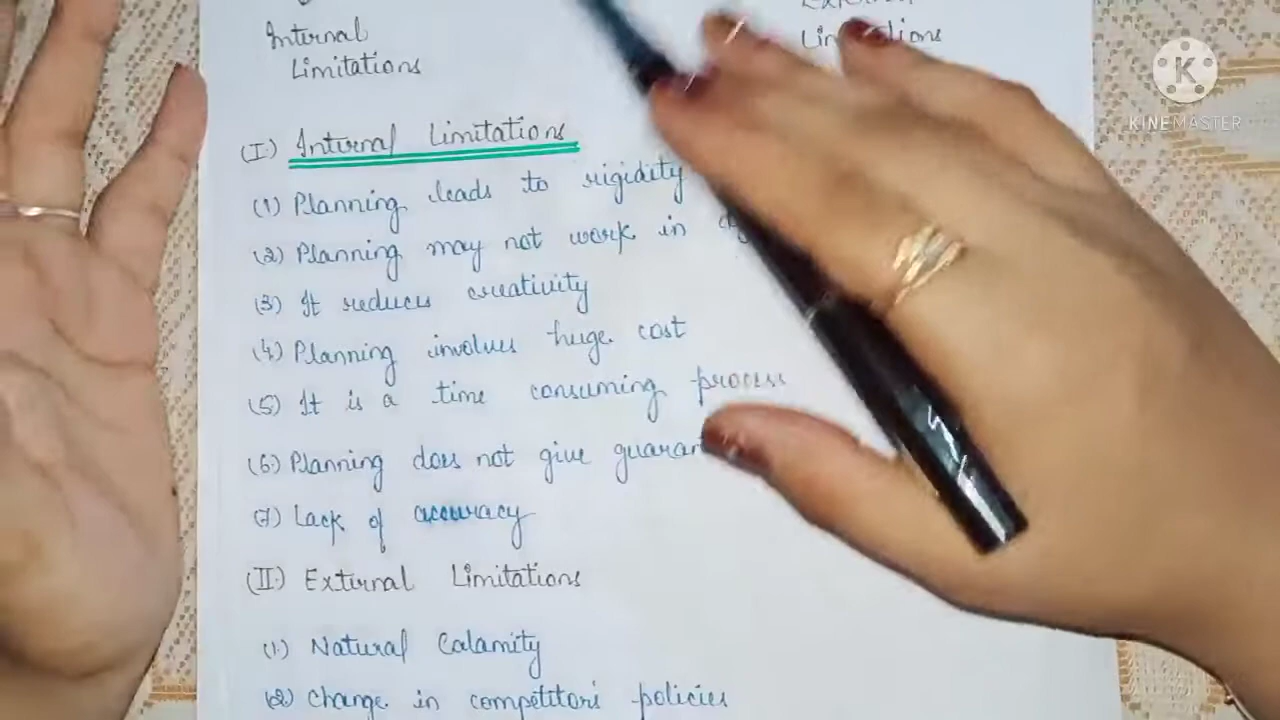 Internal
Limitations
(I) Internal Limitations
(1) Planning leads to rigidity
(2) Planning may not work in
(3) It reduces creativity
(4) Planning involves huge cost
(5) It is a time consuming process
(6) Planning does not give
(7) Lack of accuracy
(II) External Limitations
(1) Natural Calamity
(2) Change in competitors policies
KINEMASTER